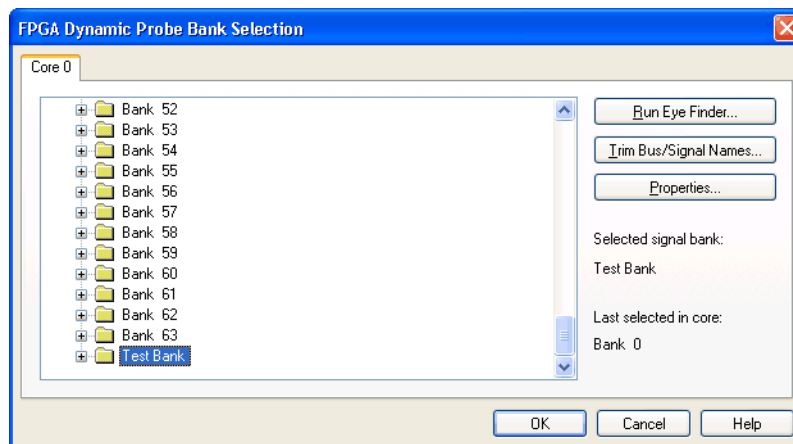 FPGA Dynamic Probe Bank Selection
Core 0
Bank 52
Bank 53
Bank 54
Bank 55
Bank 56
Bank 57
Bank 58
Bank 59
Bank 60
Bank 61
Bank 62
Bank 63
Test Bank
Run Eye Finder...
Trim Bus/Signal Names...
Properties...
Selected signal bank:
Test Bank
Last selected in core:
Bank 0
OK
Cancel
Help